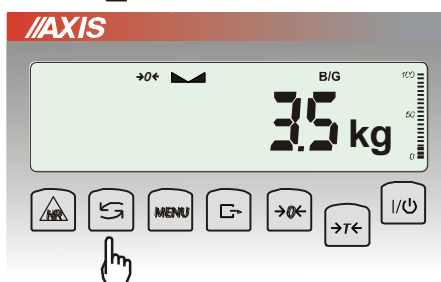 //AXIS
→0← B/G 100
3.5 kg 50
0
HR MENU →0← →T← I/⏻